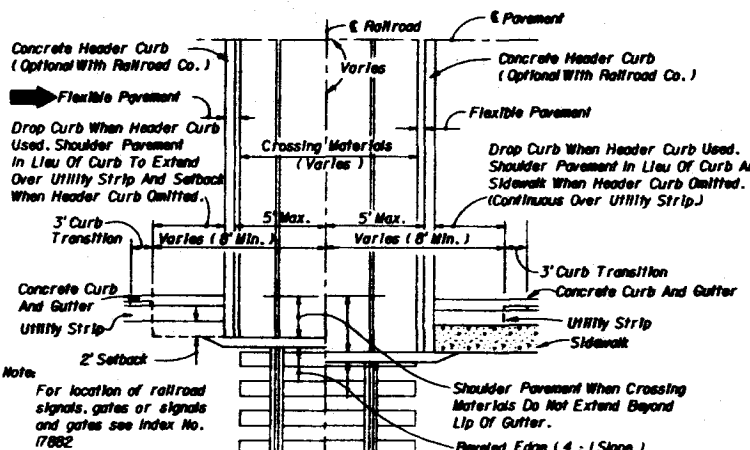 ℄ Railroad
℄ Pavement
Concrete Header Curb
(Optional With Railroad Co.)
Varies
Concrete Header Curb
(Optional With Railroad Co.)
Flexible Pavement
Flexible Pavement
Drop Curb When Header Curb
Used. Shoulder Pavement
In Lieu Of Curb To Extend
Over Utility Strip And Setback
When Header Curb Omitted.
Crossing Materials
(Varies)
Drop Curb When Header Curb Used.
Shoulder Pavement In Lieu Of Curb An
Sidewalk When Header Curb Omitted.
(Continuous Over Utility Strip.)
3' Curb
Transition
5' Max.
5' Max.
Varies (8' Min.)
Varies (8' Min.)
3' Curb Transition
Concrete Curb
And Gutter
Concrete Curb And Gutter
Utility Strip
Utility Strip
Sidewalk
2' Setback
Note:
For location of railroad
signals, gates or signals
and gates see Index No.
17882
Shoulder Pavement When Crossing
Materials Do Not Extend Beyond
Lip Of Gutter.
Beveled Edge (4 - 1 Slope)